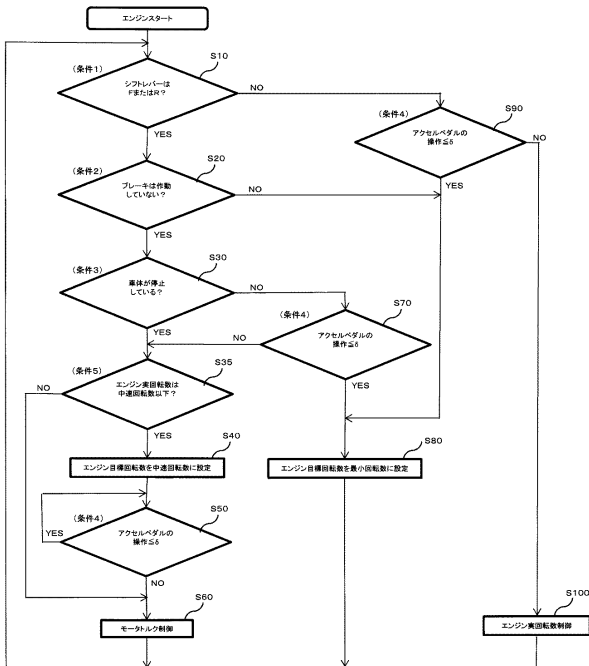 エンジンスタート
S10
(条件1)
シフトレバーは
FまたはR?
NO
YES
S90
(条件4)
アクセルペダルの
操作≦δ
NO
YES
S20
(条件2)
ブレーキは作動
していない?
NO
YES
S30
(条件3)
車体が停止
している?
NO
YES
S70
(条件4)
アクセルペダルの
操作≦δ
NO
YES
S35
(条件5)
エンジン実回転数は
中速回転数以下?
NO
YES
S40
エンジン目標回転数を中速回転数に設定
S80
エンジン目標回転数を最小回転数に設定
S50
(条件4)
アクセルペダルの
操作≦δ
YES
NO
S60
モータトルク制御
S100
エンジン実回転数制御